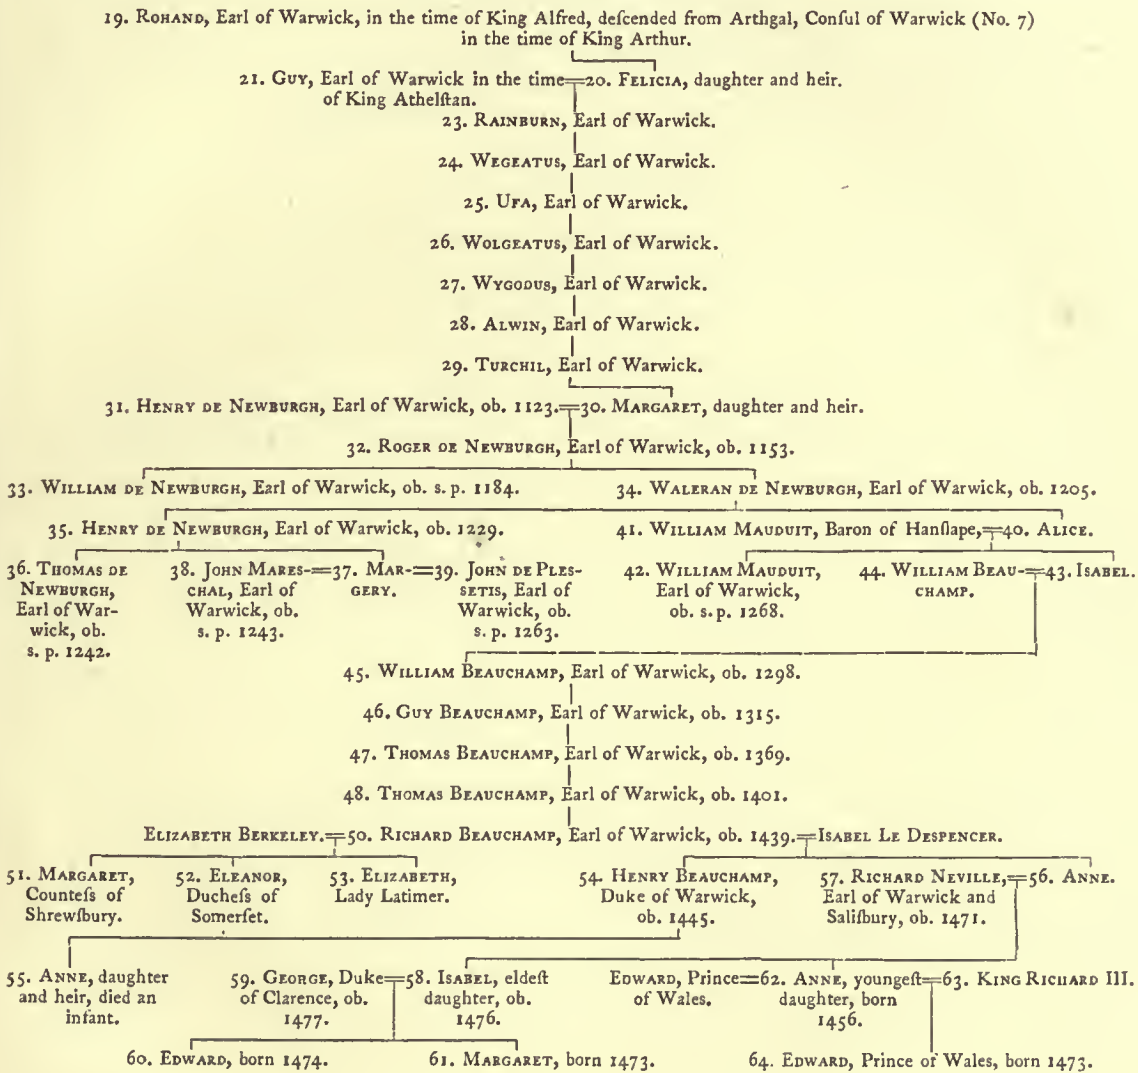 19. ROHAND, Earl of Warwick, in the time of King Alfred, deſcended from Arthgal, Conſul of Warwick (No. 7)
in the time of King Arthur.
21. GUY, Earl of Warwick in the time=20. FELICIA, daughter and heir.
of King Athelſtan.
23. RAINBURN, Earl of Warwick.
24. WEGEATUS, Earl of Warwick.
25. UFA, Earl of Warwick.
26. WOLGEATUS, Earl of Warwick.
27. WYGODUS, Earl of Warwick.
28. ALWIN, Earl of Warwick.
29. TURCHIL, Earl of Warwick.
31. HENRY DE NEWBURGH, Earl of Warwick, ob. 1123.=30. MARGARET, daughter and heir.
32. ROGER DE NEWBURGH, Earl of Warwick, ob. 1153.
33. WILLIAM DE NEWBURGH, Earl of Warwick, ob. s. p. 1184.
34. WALERAN DE NEWBURGH, Earl of Warwick, ob. 1205.
35. HENRY DE NEWBURGH, Earl of Warwick, ob. 1229.
41. WILLIAM MAUDUIT, Baron of Hanſlape,=40. ALICE.
36. THOMAS DE
NEWBURGH,
Earl of War-
wick, ob.
s. p. 1242.
38. JOHN MARES-
CHAL, Earl of
Warwick, ob.
s. p. 1243.
=37. MAR-
GERY.
=39. JOHN DE PLES-
SETIS, Earl of
Warwick, ob.
s. p. 1263.
42. WILLIAM MAUDUIT,
Earl of Warwick,
ob. s. p. 1268.
44. WILLIAM BEAU-
CHAMP.
=43. ISABEL.
45. WILLIAM BEAUCHAMP, Earl of Warwick, ob. 1298.
46. GUY BEAUCHAMP, Earl of Warwick, ob. 1315.
47. THOMAS BEAUCHAMP, Earl of Warwick, ob. 1369.
48. THOMAS BEAUCHAMP, Earl of Warwick, ob. 1401.
ELIZABETH BERKELEY.=50. RICHARD BEAUCHAMP, Earl of Warwick, ob. 1439.=ISABEL LE DESPENCER.
51. MARGARET,
Counteſs of
Shrewſbury.
52. ELEANOR,
Ducheſs of
Somerſet.
53. ELIZABETH,
Lady Latimer.
54. HENRY BEAUCHAMP,
Duke of Warwick,
ob. 1445.
57. RICHARD NEVILLE,
Earl of Warwick and
Saliſbury, ob. 1471.
=56. ANNE.
55. ANNE, daughter
and heir, died an
infant.
59. GEORGE, Duke
of Clarence, ob.
1477.
=58. ISABEL, eldeſt
daughter, ob.
1476.
EDWARD, Prince
of Wales.
=62. ANNE, youngeſt
daughter, born
1456.
=63. KING RICHARD III.
60. EDWARD, born 1474.
61. MARGARET, born 1473.
64. EDWARD, Prince of Wales, born 1473.